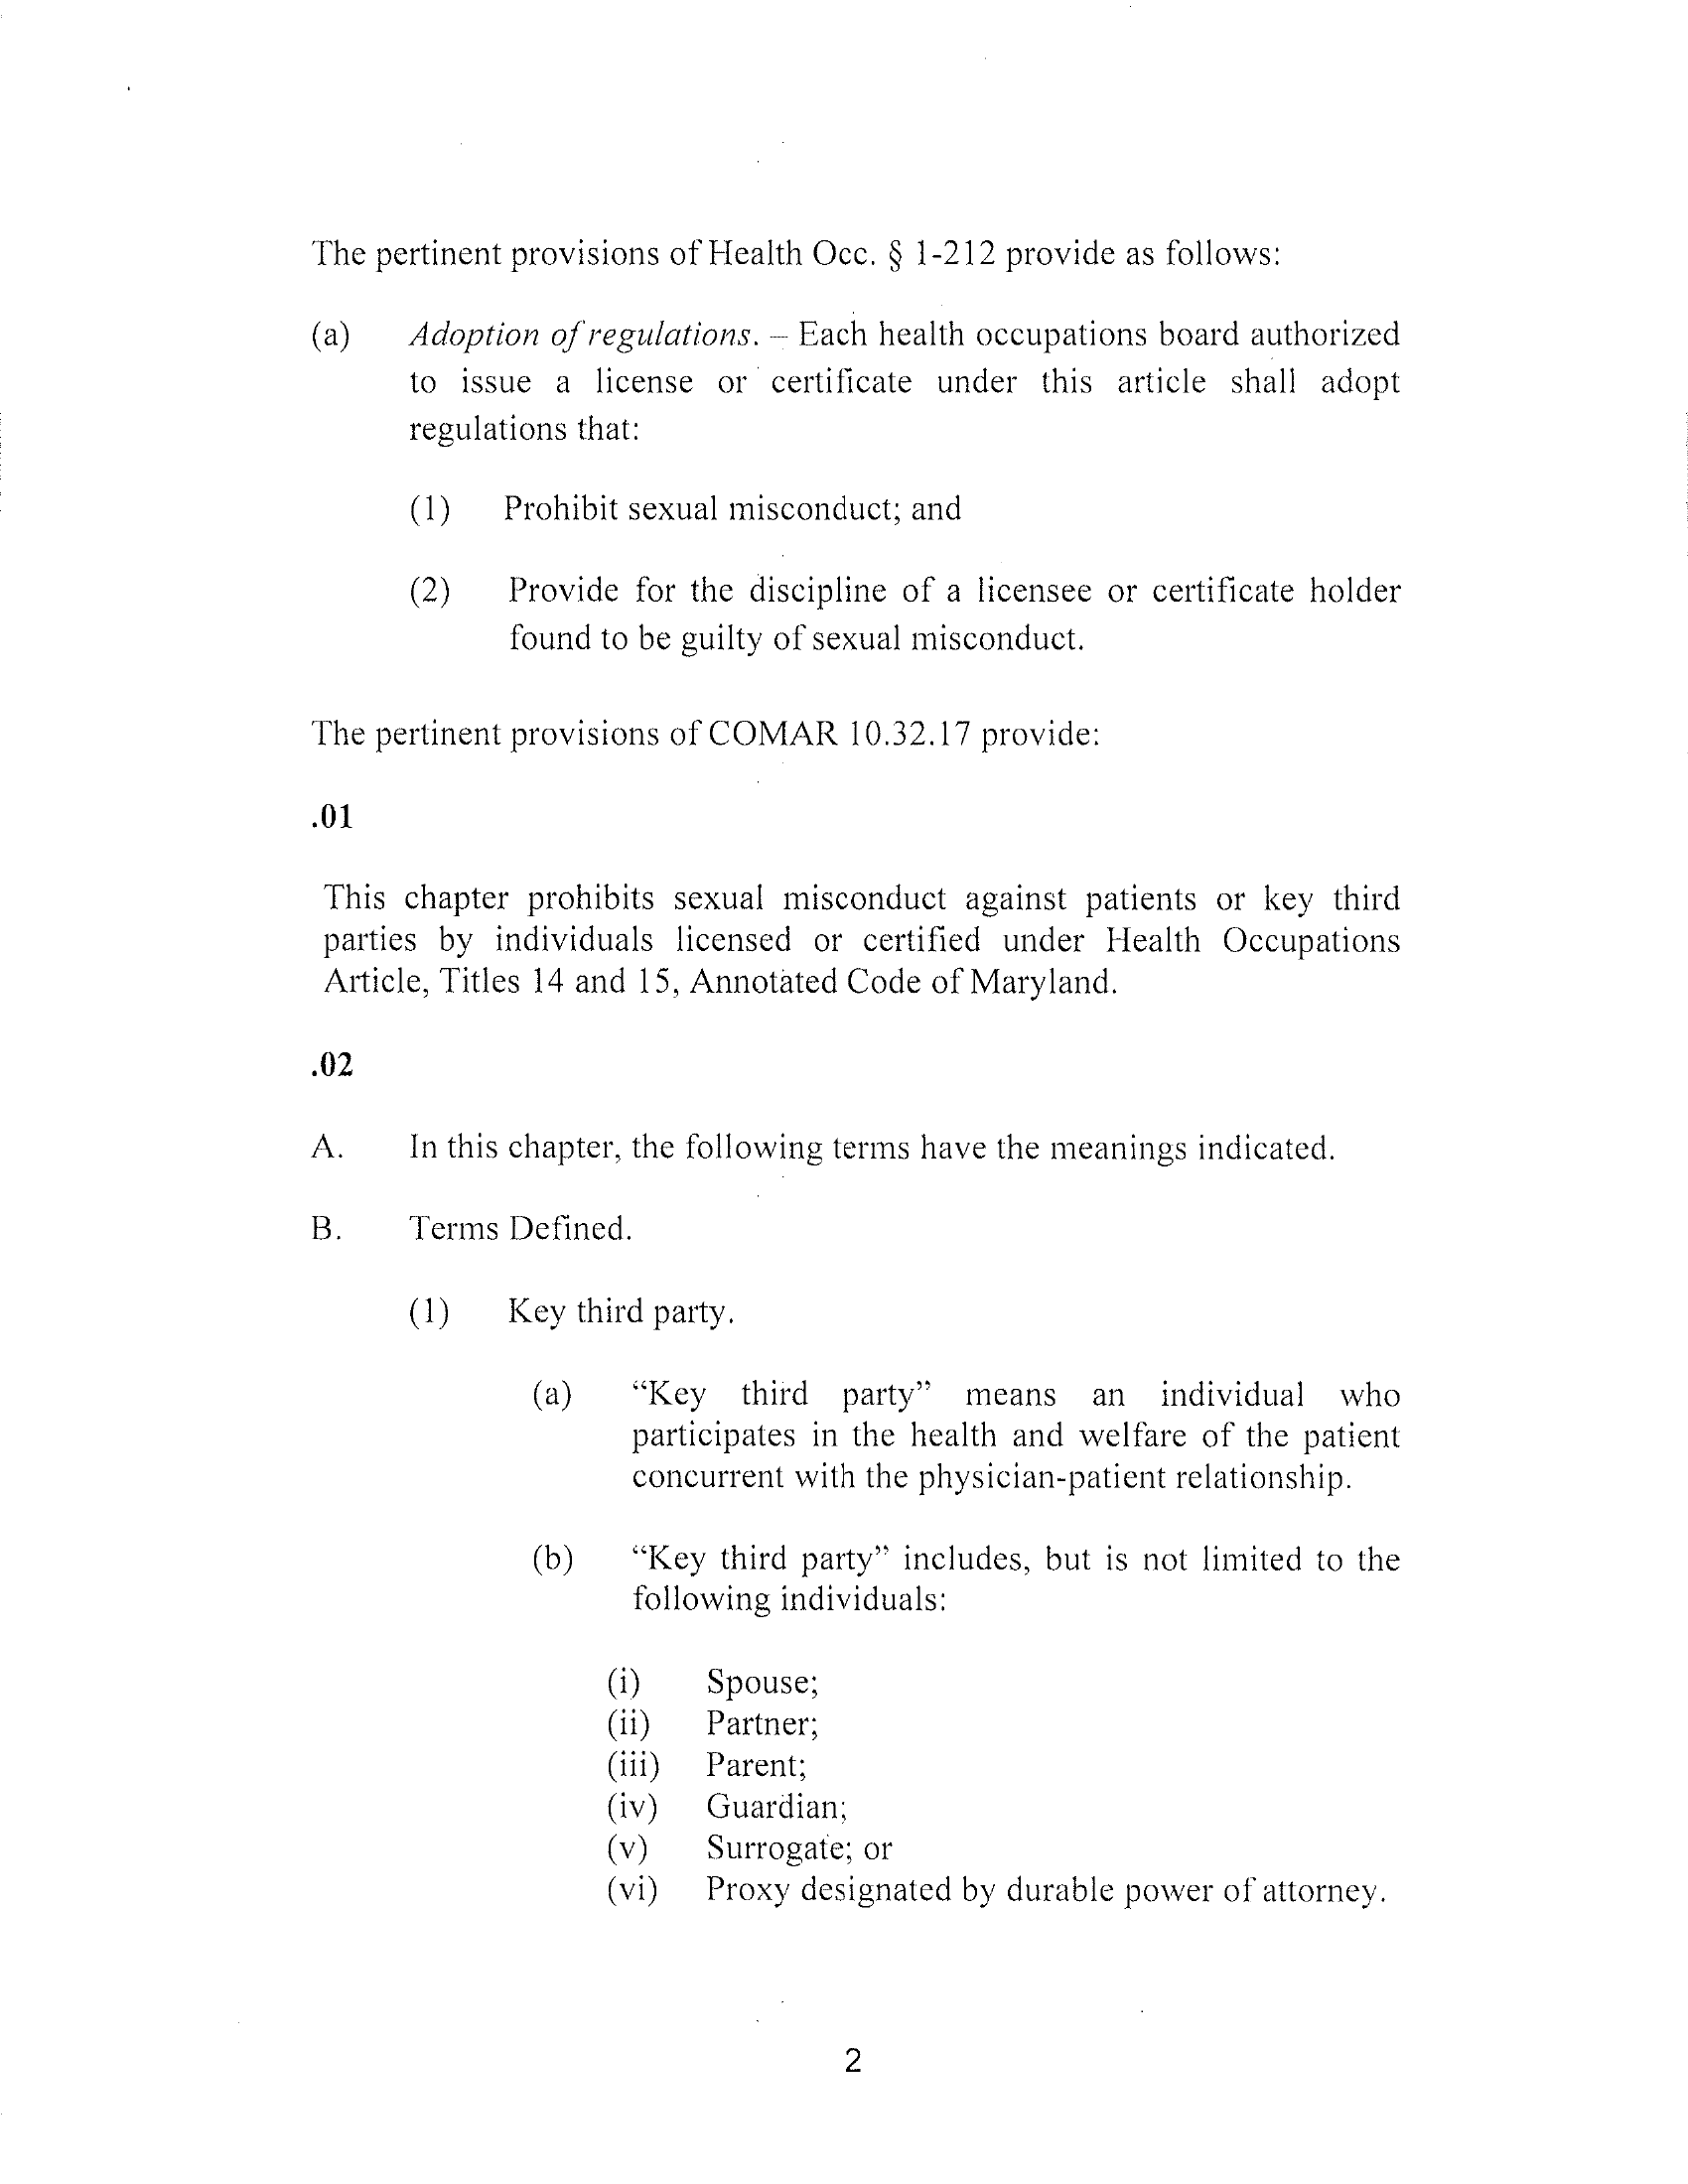 The pertinent provisions of Health Occ. § 1-212 provide as follows:
(a) Adoption of regulations. – Each health occupations board authorized
to issue a license or certificate under this article shall adopt
regulations that:
(1) Prohibit sexual misconduct; and
(2) Provide for the discipline of a licensee or certificate holder
found to be guilty of sexual misconduct.
The pertinent provisions of COMAR 10.32.17 provide:
.01
This chapter prohibits sexual misconduct against patients or key third
parties by individuals licensed or certified under Health Occupations
Article, Titles 14 and 15, Annotated Code of Maryland.
.02
A. In this chapter, the following terms have the meanings indicated.
B. Terms Defined.
(1) Key third party.
(a) “Key third party” means an individual who
participates in the health and welfare of the patient
concurrent with the physician-patient relationship.
(b) “Key third party” includes, but is not limited to the
following individuals:
(i) Spouse;
(ii) Partner;
(iii) Parent;
(iv) Guardian;
(v) Surrogate; or
(vi) Proxy designated by durable power of attorney.
2